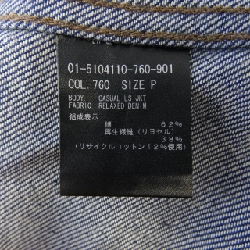 01-5104110-760-901
COL. 760 SIZE P
BODY: CASUAL LS JKT
FABRIC: RELAXED DENIM
組成表示
綿 62%
再生繊維(リヨセル)
38%
(リサイクルコットン12%使用)